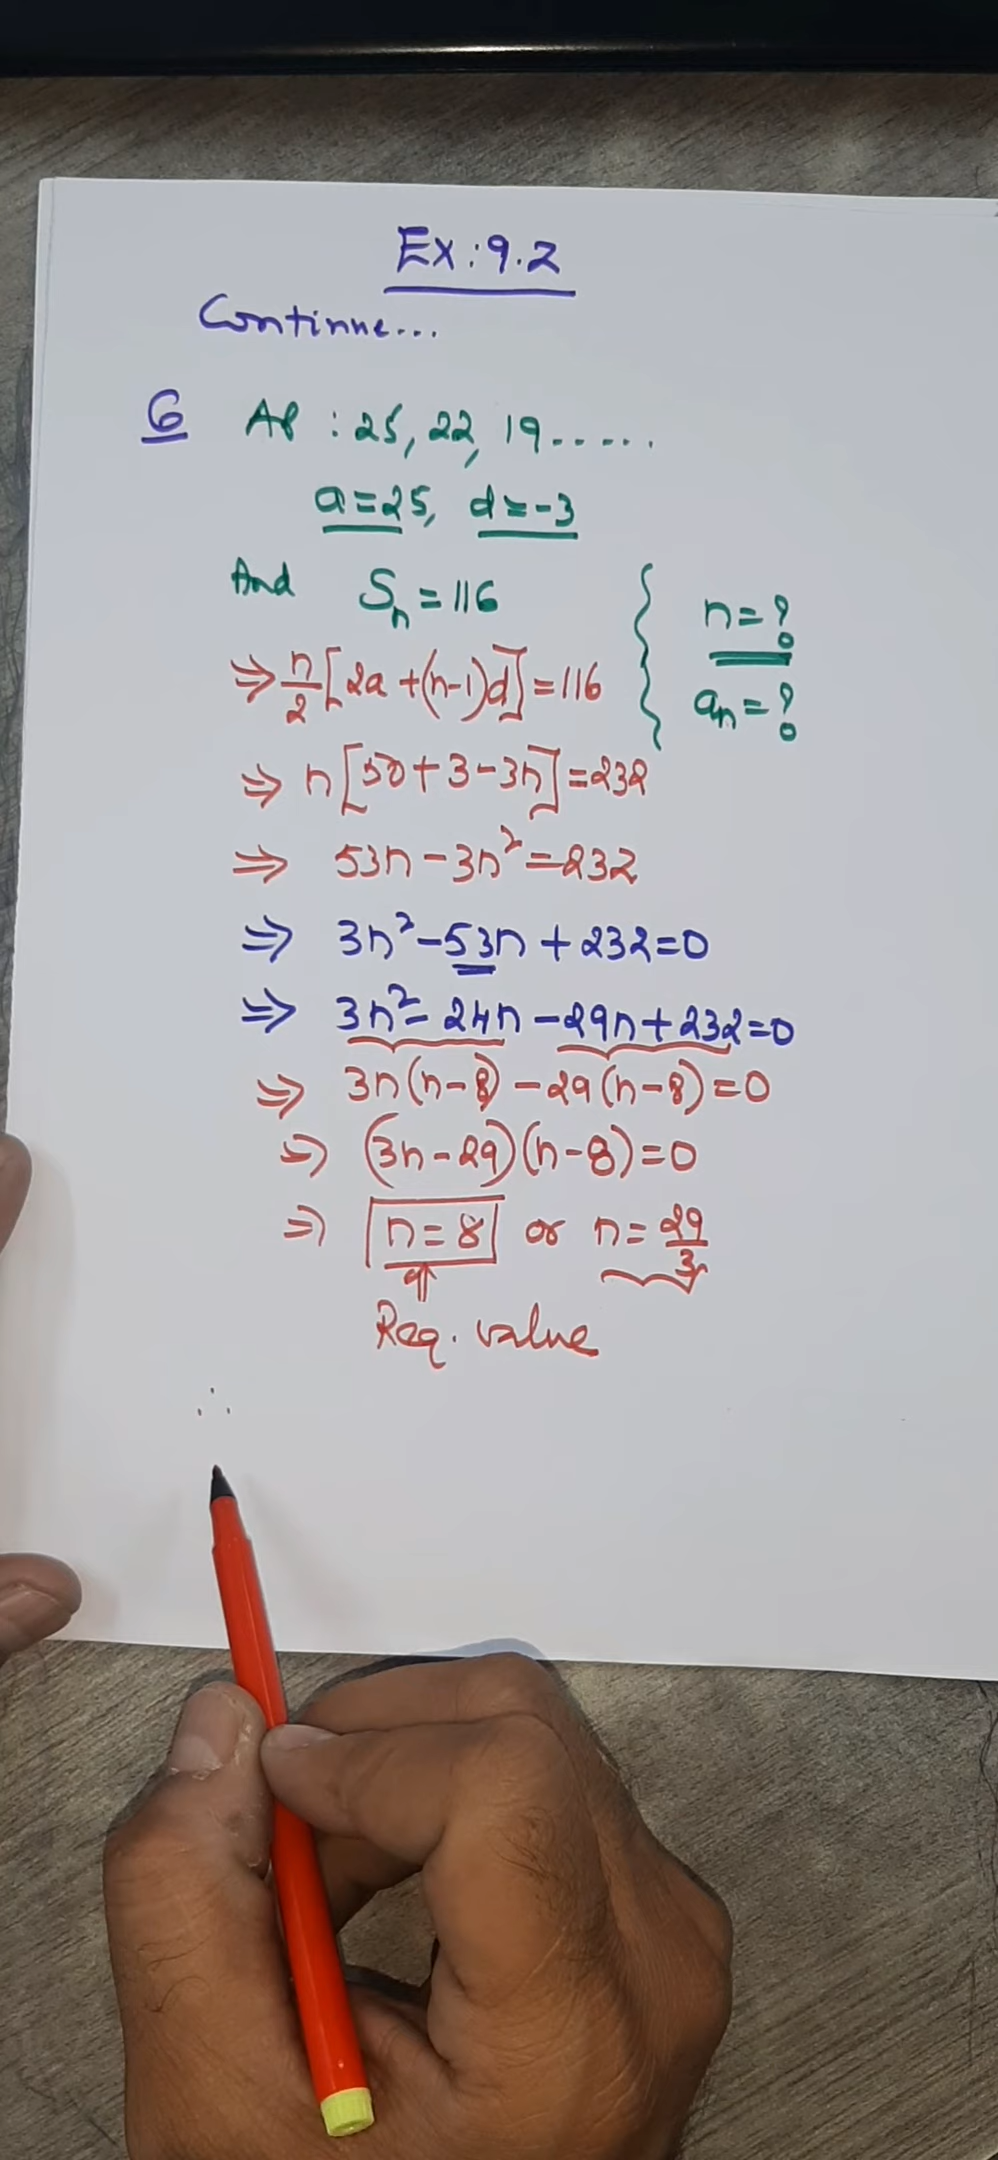 Ex: 9.2
Continue...
6 AP : 25, 22, 19......
a=25, d=-3
And Sn=116
n=?
an=?
⇒ n/2[2a+(n-1)d]=116
⇒ n[50+3-3n]=232
⇒ 53n-3n²=232
⇒ 3n²-53n+232=0
⇒ 3n²-24n-29n+232=0
⇒ 3n(n-8)-29(n-8)=0
⇒ (3n-29)(n-8)=0
⇒ n=8 or n=29/3
Req. value
∴